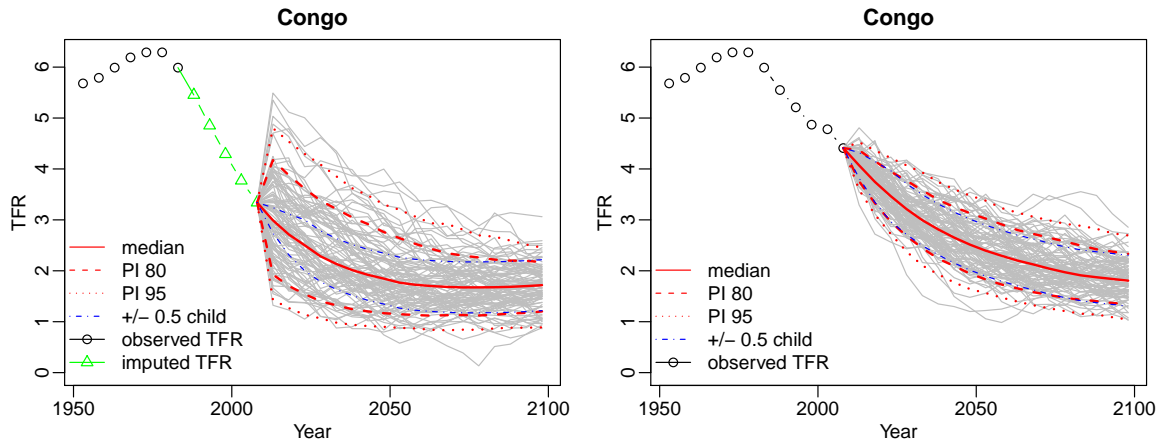 Congo
TFR
6
5
4
3
2
1
0
median
PI 80
PI 95
+/− 0.5 child
observed TFR
imputed TFR
1950 2000 2050 2100
Year
Congo
TFR
6
5
4
3
2
1
0
median
PI 80
PI 95
+/− 0.5 child
observed TFR
1950 2000 2050 2100
Year